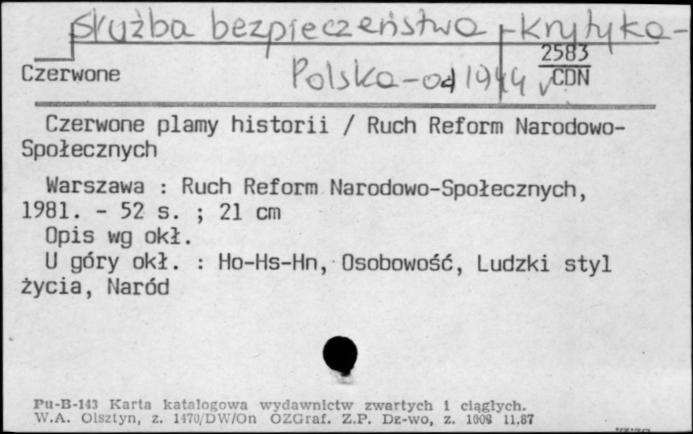 służba bezpieczeństwa - krytyka -
Polska - od 1944
2583
CDN
Czerwone
Czerwone plamy historii / Ruch Reform Narodowo-
Społecznych
Warszawa : Ruch Reform Narodowo-Społecznych,
1981. - 52 s. ; 21 cm
Opis wg okł.
U góry okł. : Ho-Hs-Hn, Osobowość, Ludzki styl
życia, Naród
Pu-B-143 Karta katalogowa wydawnictw zwartych i ciągłych.
W.A. Olsztyn, z. 1470/DW/On OZGraf. Z.P. Dz-wo, z. 1008 11.87